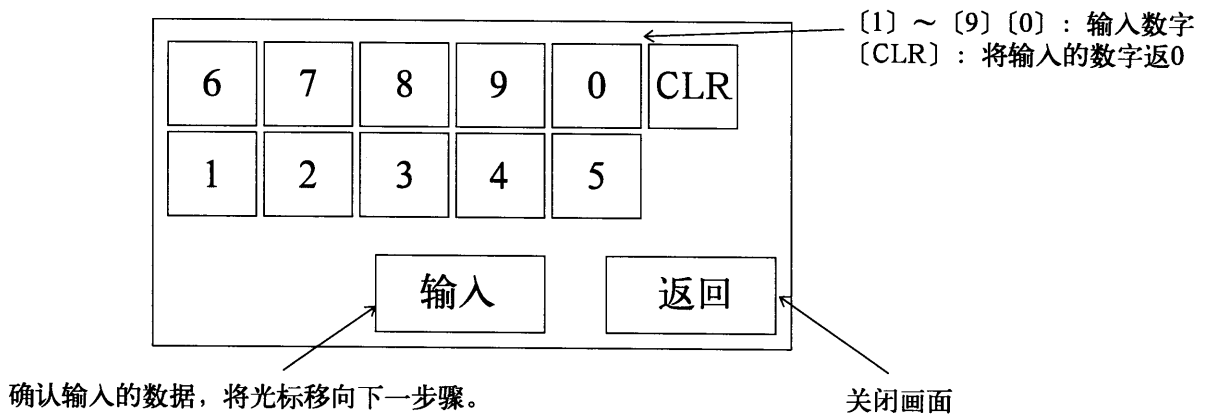 〔1〕～〔9〕〔0〕: 输入数字
〔CLR〕: 将输入的数字返0
6 7 8 9 0 CLR
1 2 3 4 5
输入 返回
确认输入的数据，将光标移向下一步骤。
关闭画面